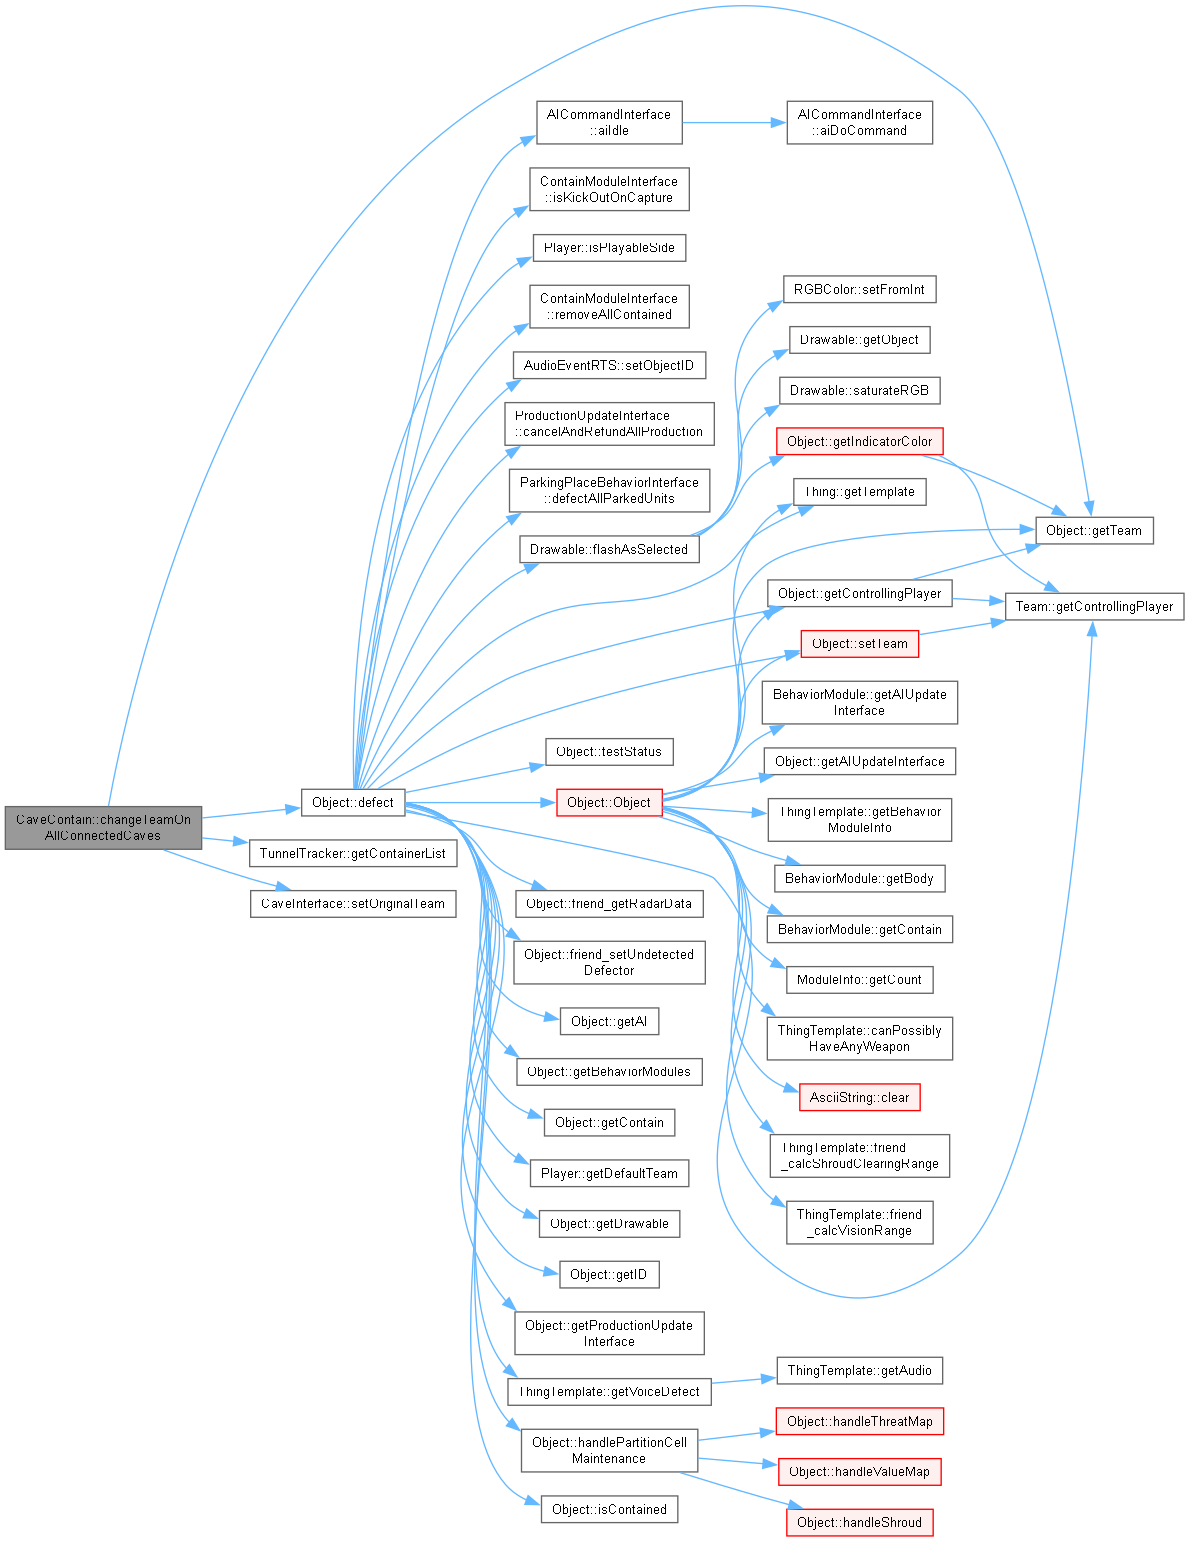 CaveContain::changeTeamOn
AllConnectedCaves
Object::defect
TunnelTracker::getContainerList
CaveInterface::setOriginalTeam
AICommandInterface
::aiIdle
ContainModuleInterface
::isKickOutOnCapture
Player::isPlayableSide
ContainModuleInterface
::removeAllContained
AudioEventRTS::setObjectID
ProductionUpdateInterface
::cancelAndRefundAllProduction
ParkingPlaceBehaviorInterface
::defectAllParkedUnits
Drawable::flashAsSelected
Object::testStatus
Object::Object
Object::friend_getRadarData
Object::friend_setUndetected
Defector
Object::getAI
Object::getBehaviorModules
Object::getContain
Player::getDefaultTeam
Object::getDrawable
Object::getID
Object::getProductionUpdate
Interface
ThingTemplate::getVoiceDefect
Object::handlePartitionCell
Maintenance
Object::isContained
AICommandInterface
::aiDoCommand
RGBColor::setFromInt
Drawable::getObject
Drawable::saturateRGB
Object::getIndicatorColor
Thing::getTemplate
Object::getControllingPlayer
Object::setTeam
BehaviorModule::getAIUpdate
Interface
Object::getAIUpdateInterface
ThingTemplate::getBehavior
ModuleInfo
BehaviorModule::getBody
BehaviorModule::getContain
ModuleInfo::getCount
ThingTemplate::canPossibly
HaveAnyWeapon
AsciiString::clear
ThingTemplate::friend
_calcShroudClearingRange
ThingTemplate::friend
_calcVisionRange
ThingTemplate::getAudio
Object::handleThreatMap
Object::handleValueMap
Object::handleShroud
Object::getTeam
Team::getControllingPlayer